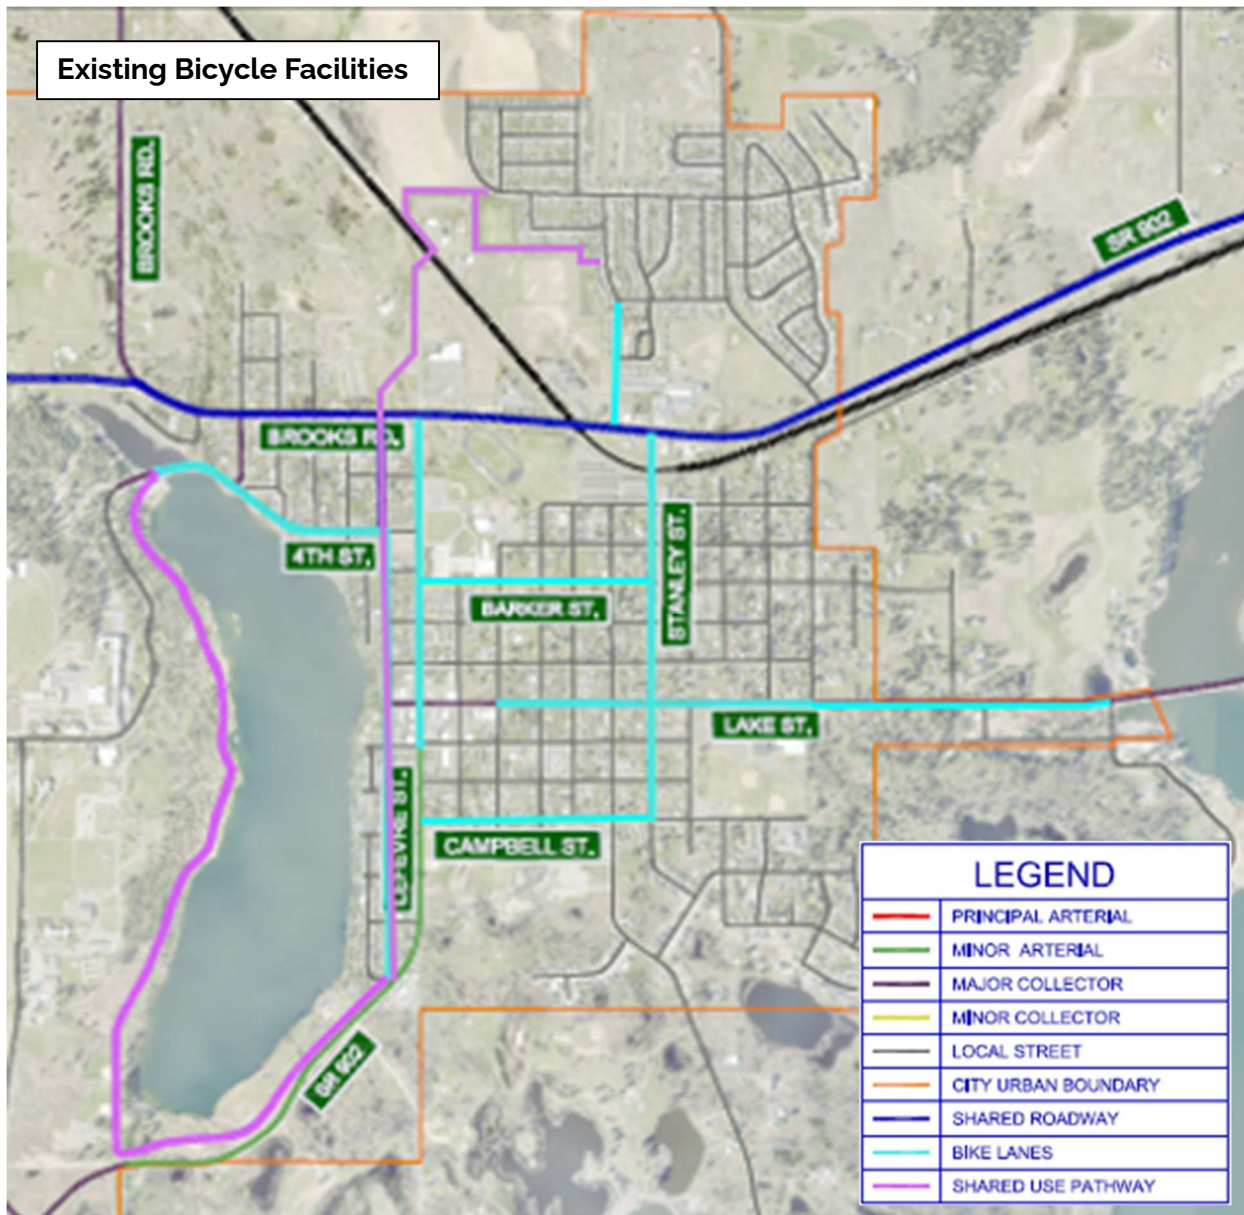 Existing Bicycle Facilities
BROOKS RD.
SR 902
BROOKS RD.
4TH ST.
BARKER ST.
STANLEY ST.
LAKE ST.
LEFEVRE ST.
CAMPBELL ST.
SR 902
LEGEND
PRINCIPAL ARTERIAL
MINOR ARTERIAL
MAJOR COLLECTOR
MINOR COLLECTOR
LOCAL STREET
CITY URBAN BOUNDARY
SHARED ROADWAY
BIKE LANES
SHARED USE PATHWAY